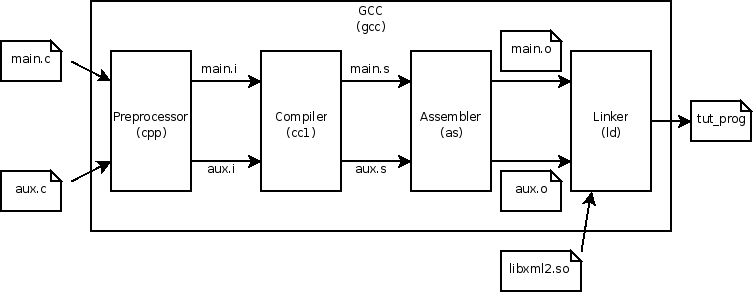 GCC
(gcc)
main.c
main.o
main.i
main.s
Preprocessor
(cpp)
Compiler
(cc1)
Assembler
(as)
Linker
(ld)
tut_prog
aux.i
aux.s
aux.c
aux.o
libxml2.so